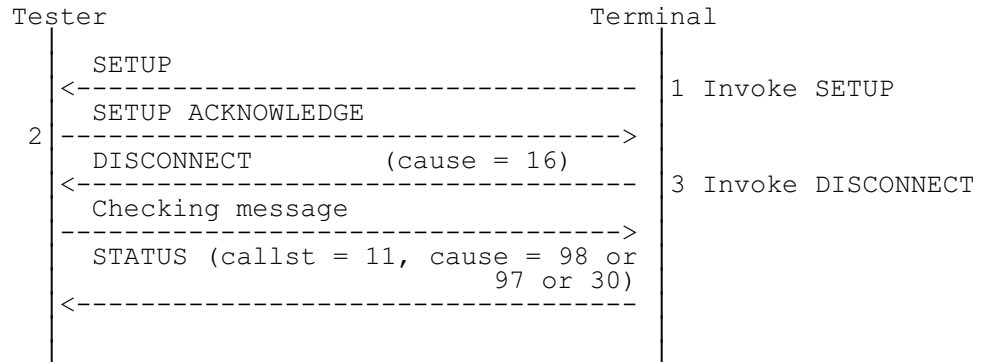 Tester Terminal
SETUP
1 Invoke SETUP
SETUP ACKNOWLEDGE
2
DISCONNECT (cause = 16)
3 Invoke DISCONNECT
Checking message
STATUS (callst = 11, cause = 98 or
97 or 30)